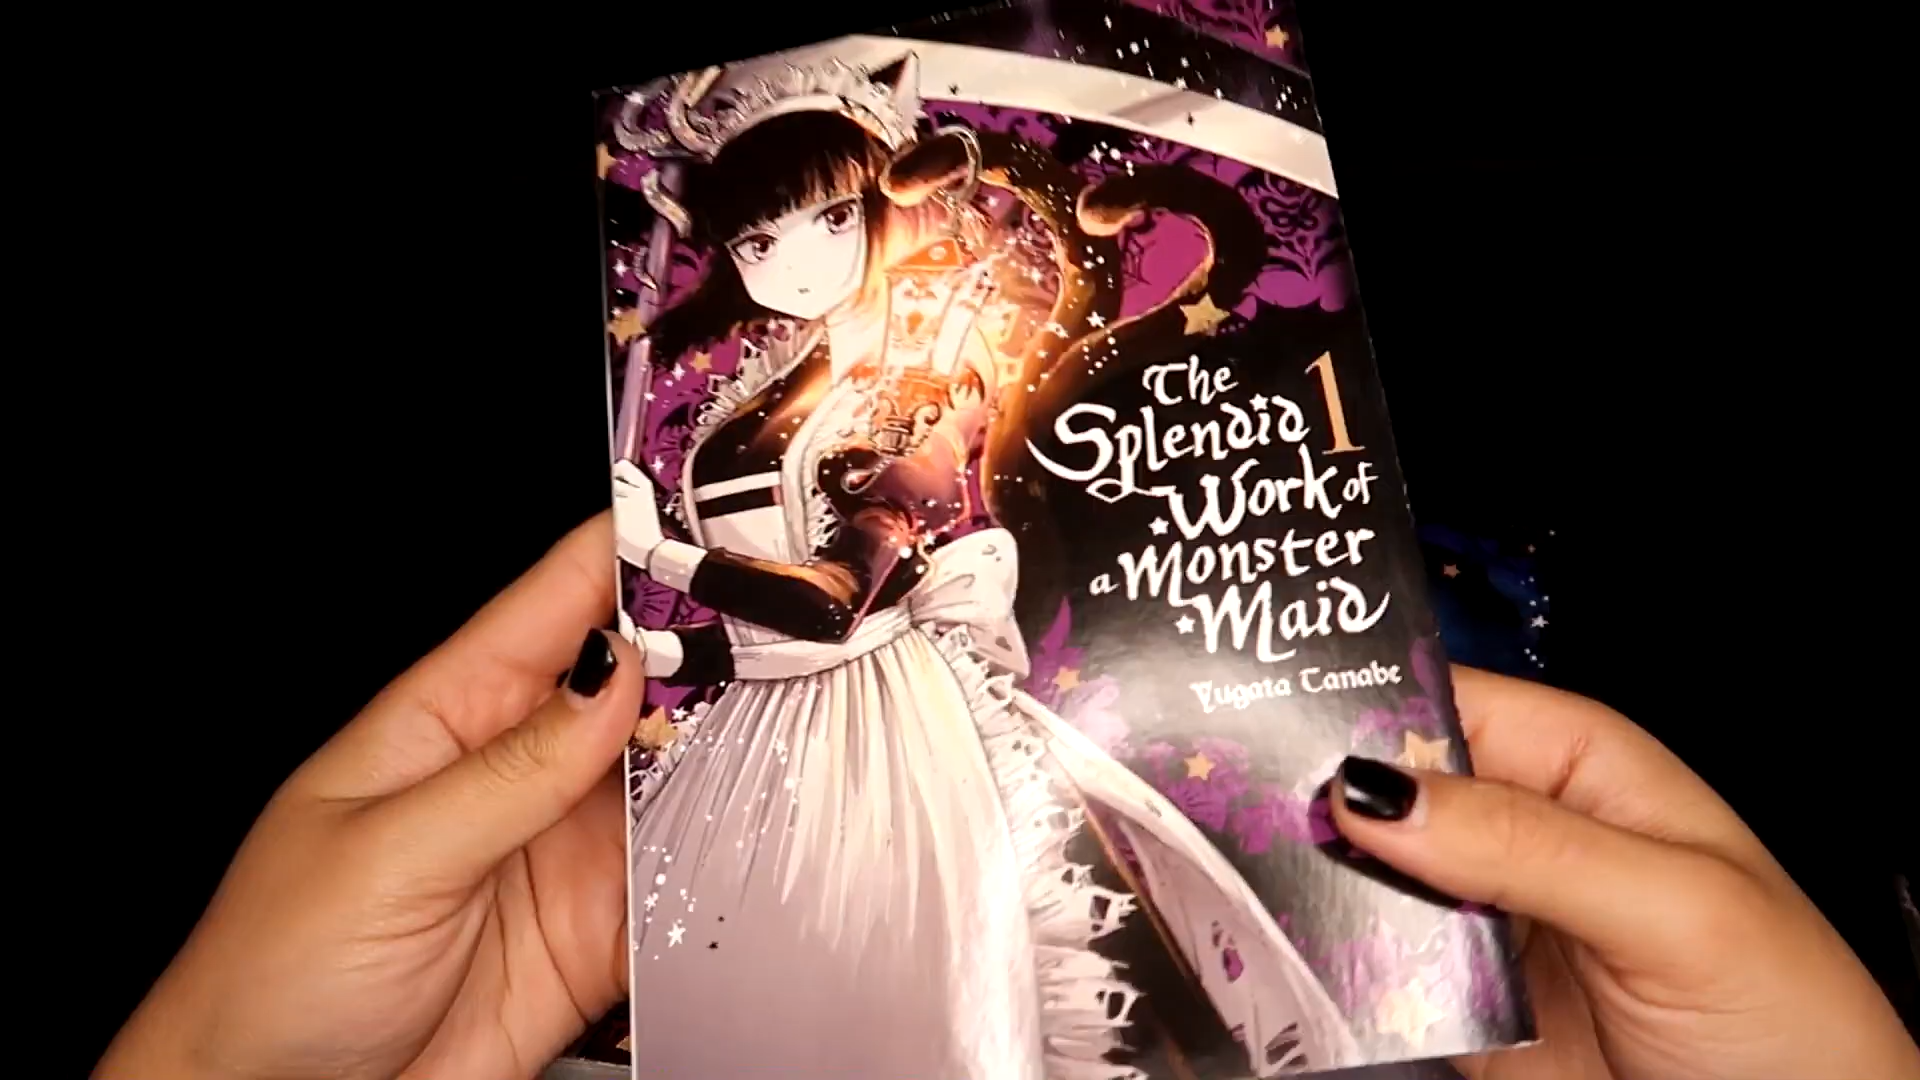 The
Splendid
Work of
a Monster
Maid
1
Yugata Tanabe